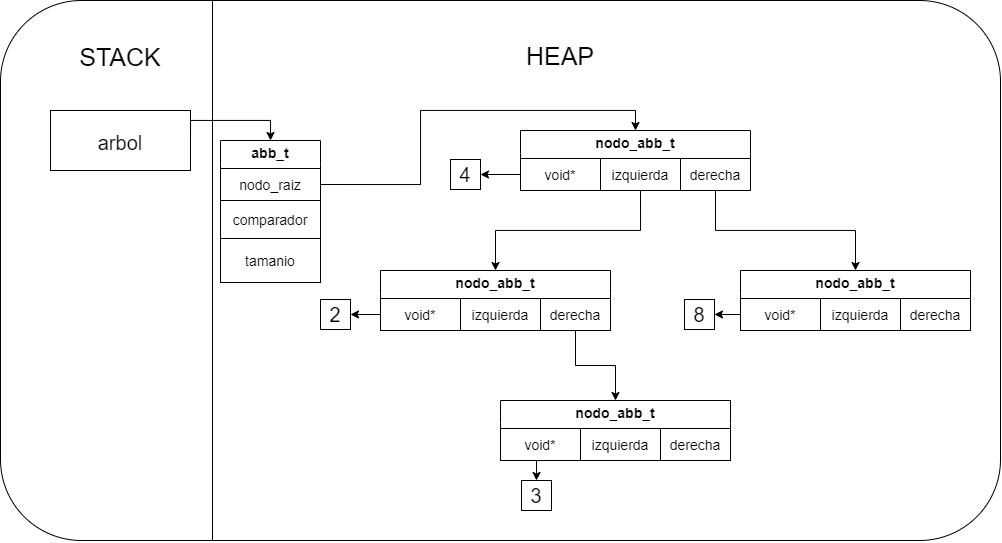 STACK
HEAP
arbol
abb_t
nodo_raiz
comparador
tamanio
nodo_abb_t
4
void*
izquierda
derecha
nodo_abb_t
2
void*
izquierda
derecha
nodo_abb_t
8
void*
izquierda
derecha
nodo_abb_t
void*
izquierda
derecha
3